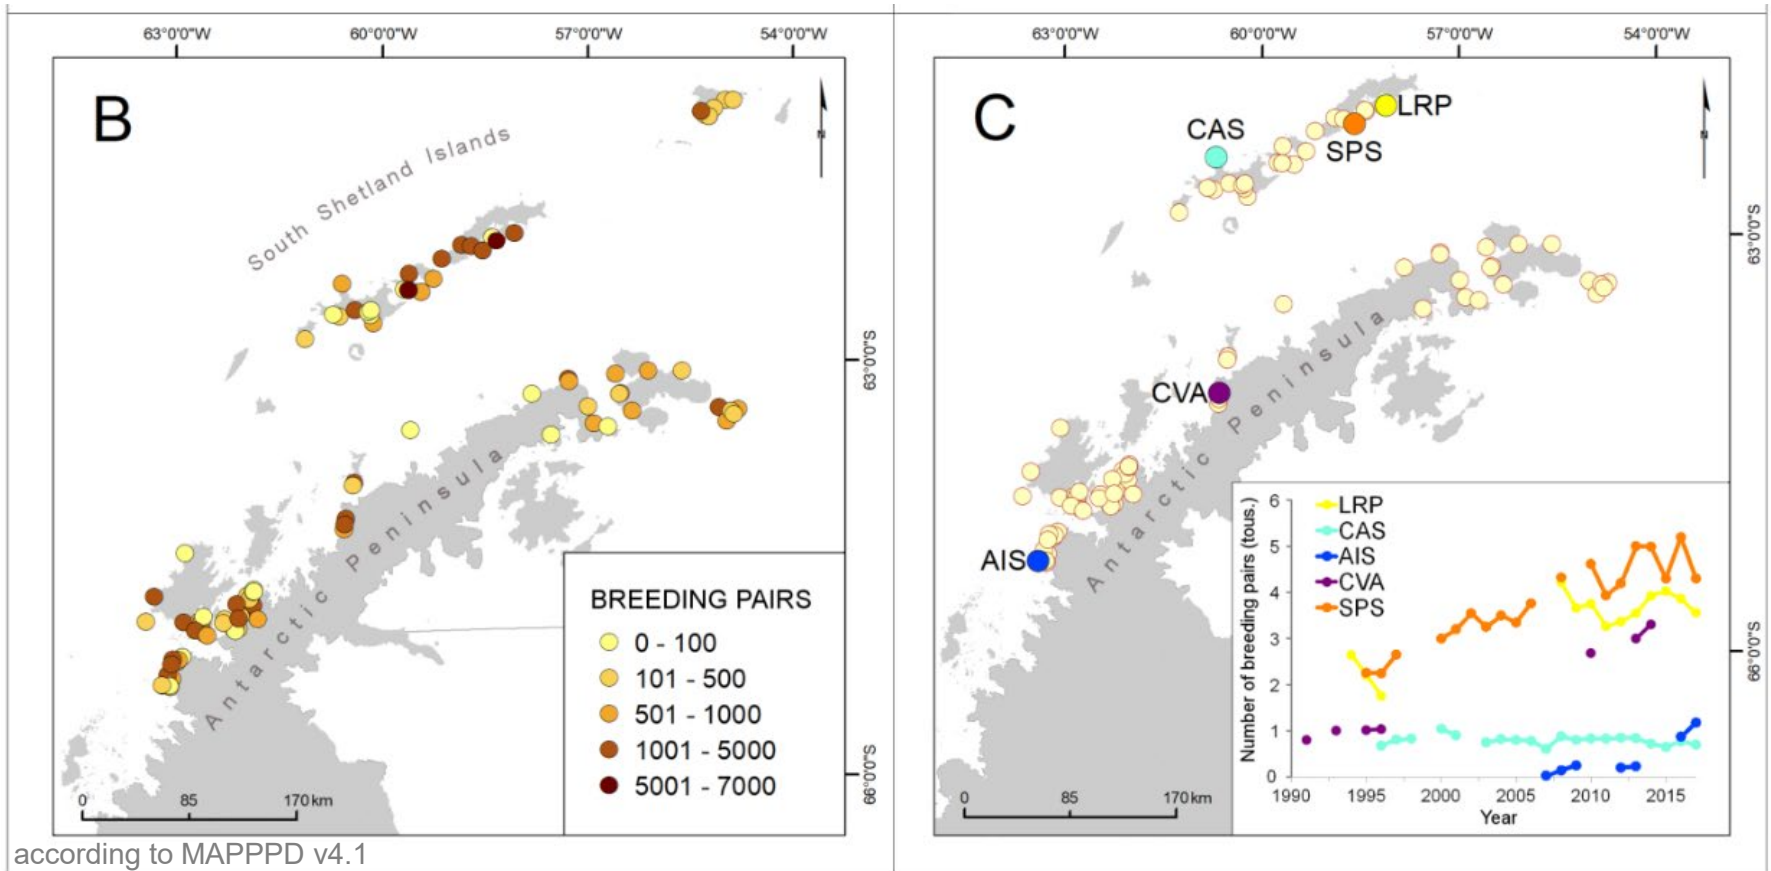 63°0'0"W 60°0'0"W 57°0'0"W 54°0'0"W
B
N
South Shetland Islands
63°0'0"S
Antarctic Peninsula
BREEDING PAIRS
0 - 100
101 - 500
501 - 1000
1001 - 5000
5001 - 7000
66°0'0"S
0 85 170 km
according to MAPPPD v4.1
63°0'0"W 60°0'0"W 57°0'0"W 54°0'0"W
C
N
LRP
CAS
SPS
63°0'0"S
CVA
Antarctic Peninsula
AIS
66°0'0"S
0 85 170 km
Number of breeding pairs (tous.)
6
5
4
3
2
1
0
LRP
CAS
AIS
CVA
SPS
1990 1995 2000 2005 2010 2015
Year